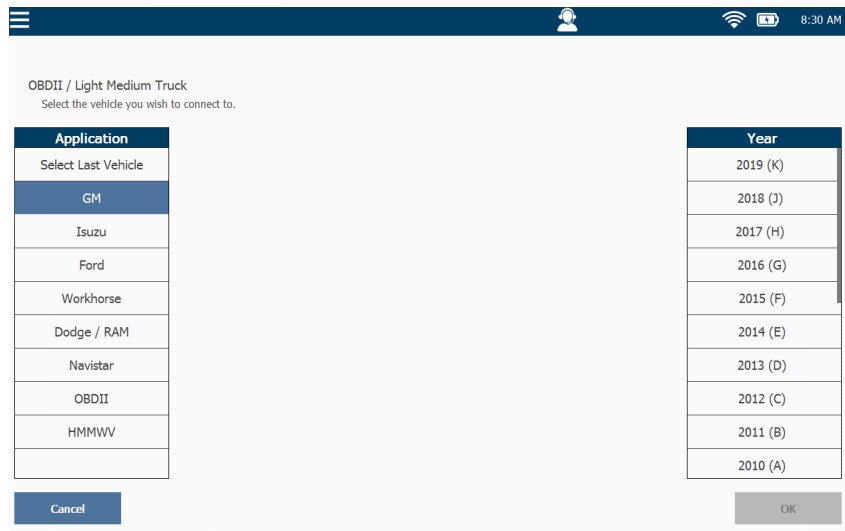 8:30 AM
OBDII / Light Medium Truck
Select the vehicle you wish to connect to.
Application
Select Last Vehicle
GM
Isuzu
Ford
Workhorse
Dodge / RAM
Navistar
OBDII
HMMWV
Year
2019 (K)
2018 (J)
2017 (H)
2016 (G)
2015 (F)
2014 (E)
2013 (D)
2012 (C)
2011 (B)
2010 (A)
Cancel
OK